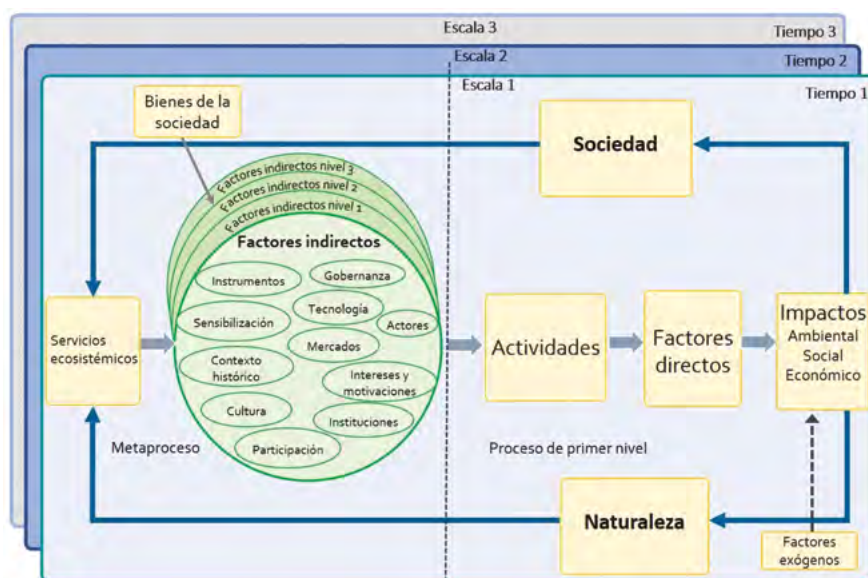 Escala 3
Tiempo 3
Escala 2
Tiempo 2
Escala 1
Tiempo 1
Bienes de la
sociedad
Sociedad
Factores indirectos nivel 3
Factores indirectos nivel 2
Factores indirectos nivel 1
Factores indirectos
Instrumentos
Gobernanza
Sensibilización
Tecnología
Actores
Mercados
Contexto
histórico
Intereses y
motivaciones
Cultura
Instituciones
Participación
Servicios
ecosistémicos
Actividades
Factores
directos
Impactos
Ambiental
Social
Económico
Metaproceso
Proceso de primer nivel
Naturaleza
Factores
exógenos